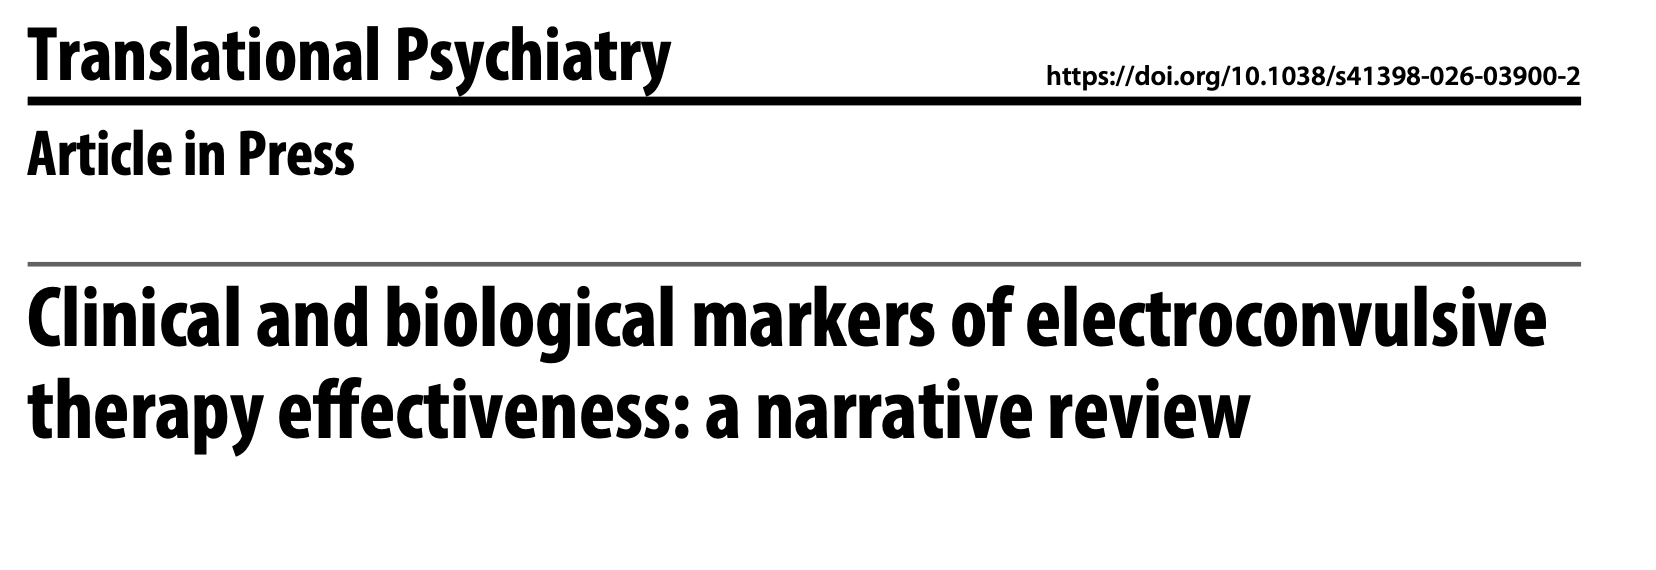 Translational Psychiatry
https://doi.org/10.1038/s41398-026-03900-2
Article in Press
Clinical and biological markers of electroconvulsive
therapy effectiveness: a narrative review